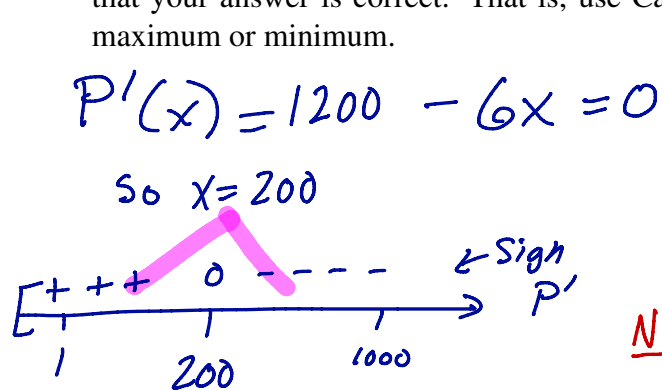 that your answer is correct. That is, use Ca
maximum or minimum.
P'(x) = 1200 - 6x = 0
So x = 200
[+ + + 0 - - - - ← Sign P'
1 200 1000
N